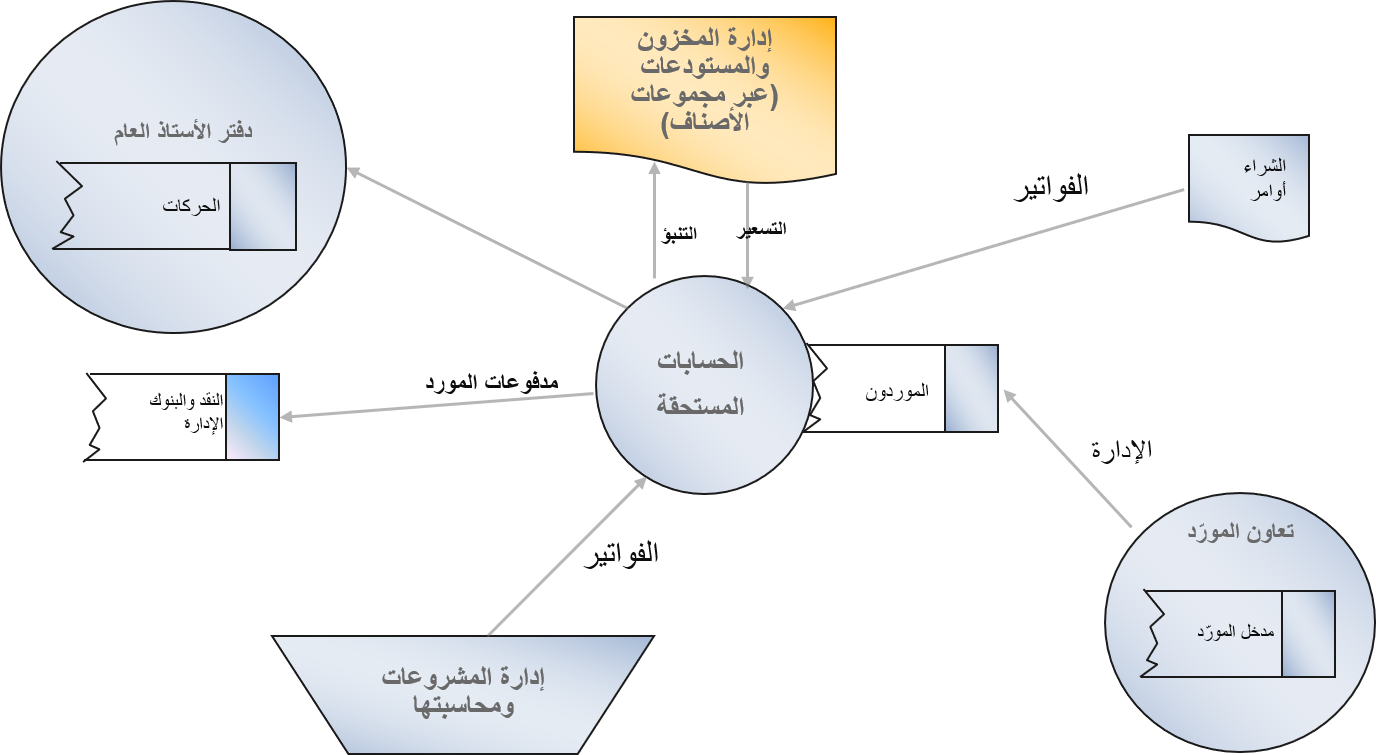 إدارة المخزون
والمستودعات
(عبر مجموعات
الأصناف)
دفتر الأستاذ العام
الحركات
الشراء
أوامر
الفواتير
التنبؤ
التسعير
الحسابات
المستحقة
الموردون
مدفوعات المورد
النقد والبنوك
الإدارة
الإدارة
تعاون المورّد
مدخل المورّد
الفواتير
إدارة المشروعات
ومحاسبتها